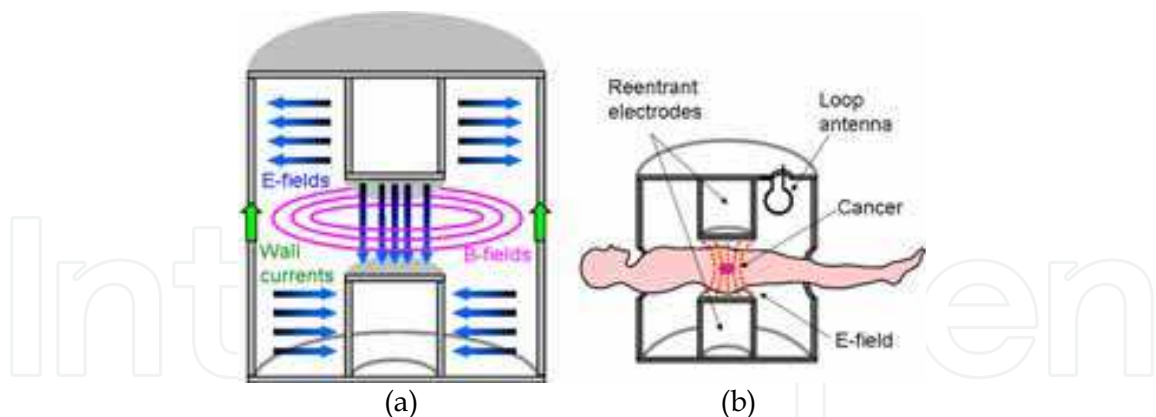 E-fields
Wall
currents
B-fields
(a)
Reentrant
electrodes
Loop
antenna
Cancer
E-field
(b)